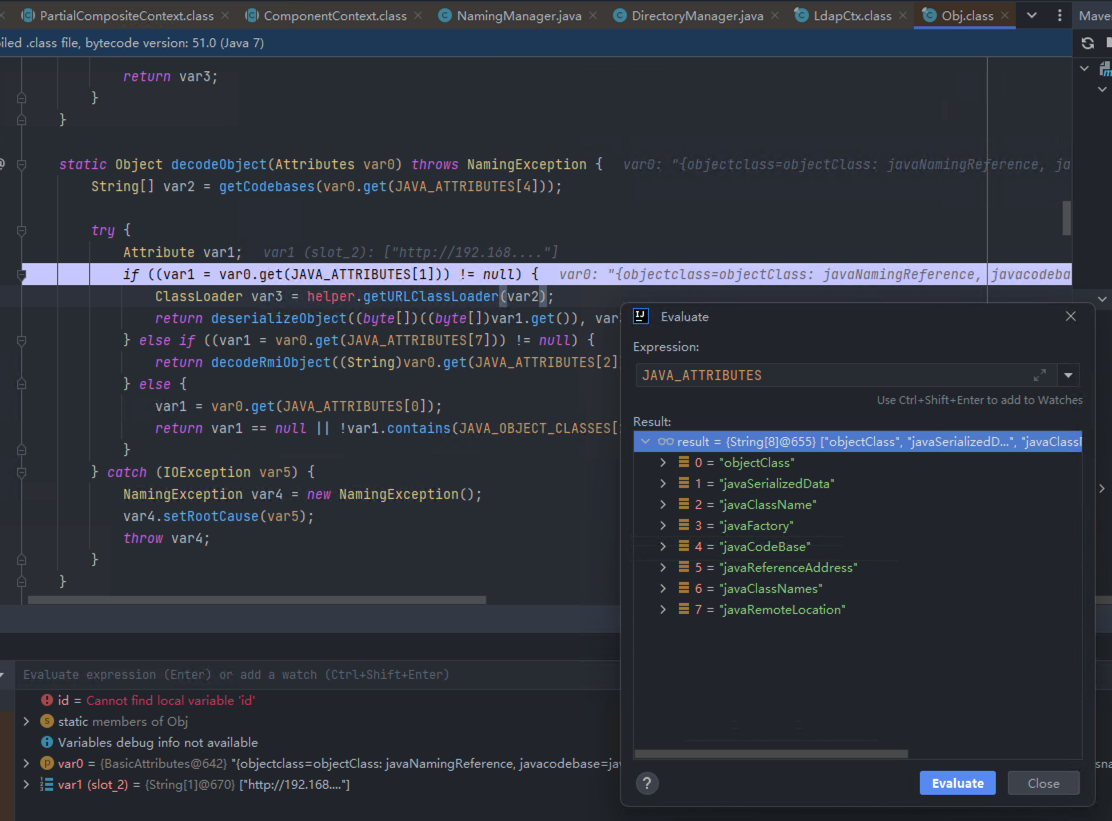 PartialCompositeContext.class
ComponentContext.class
NamingManager.java
DirectoryManager.java
LdapCtx.class
Obj.class
Mave
iled .class file, bytecode version: 51.0 (Java 7)
return var3;
}
}
static Object decodeObject(Attributes var0) throws NamingException {   var0: "{objectclass=objectClass: javaNamingReference, ja
String[] var2 = getCodebases(var0.get(JAVA_ATTRIBUTES[4]));
try {
Attribute var1;   var1 (slot_2): ["http://192.168...."]
if ((var1 = var0.get(JAVA_ATTRIBUTES[1])) != null) {   var0: "{objectclass=objectClass: javaNamingReference, javacodeba
ClassLoader var3 = helper.getURLClassLoader(var2);
return deserializeObject((byte[])((byte[])var1.get()), var
} else if ((var1 = var0.get(JAVA_ATTRIBUTES[7])) != null) {
return decodeRmiObject((String)var0.get(JAVA_ATTRIBUTES[2]
} else {
var1 = var0.get(JAVA_ATTRIBUTES[0]);
return var1 == null || !var1.contains(JAVA_OBJECT_CLASSES[
}
} catch (IOException var5) {
NamingException var4 = new NamingException();
var4.setRootCause(var5);
throw var4;
}
}
Evaluate
Expression:
JAVA_ATTRIBUTES
Use Ctrl+Shift+Enter to add to Watches
Result:
result = {String[8]@655} ["objectClass", "javaSerializedD...", "javaClassN
0 = "objectClass"
1 = "javaSerializedData"
2 = "javaClassName"
3 = "javaFactory"
4 = "javaCodeBase"
5 = "javaReferenceAddress"
6 = "javaClassNames"
7 = "javaRemoteLocation"
? Evaluate Close
Evaluate expression (Enter) or add a watch (Ctrl+Shift+Enter)
id = Cannot find local variable 'id'
static members of Obj
Variables debug info not available
var0 = {BasicAttributes@642} "{objectclass=objectClass: javaNamingReference, javacodebase=jav
var1 (slot_2) = {String[1]@670} ["http://192.168...."]